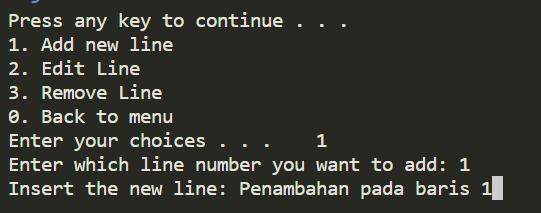 Press any key to continue . . .
1. Add new line
2. Edit Line
3. Remove Line
0. Back to menu
Enter your choices . . .    1
Enter which line number you want to add: 1
Insert the new line: Penambahan pada baris 1